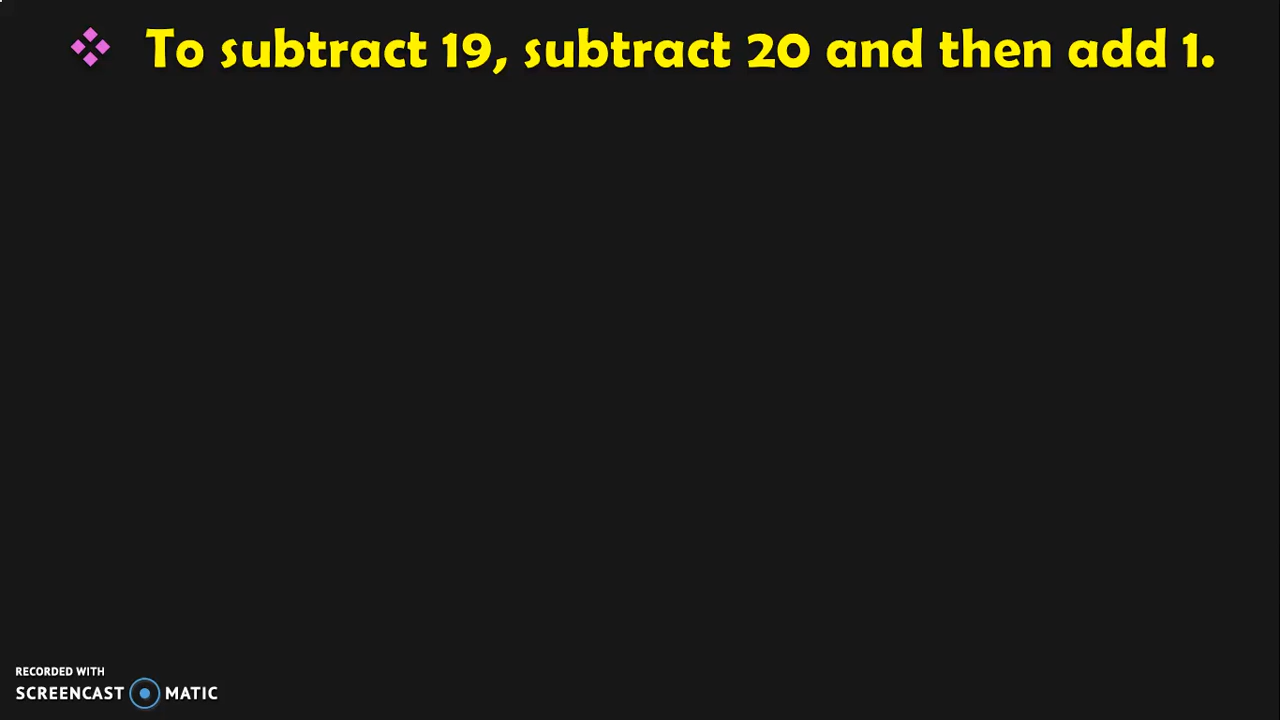 To subtract 19, subtract 20 and then add 1.
RECORDED WITH
SCREENCAST MATIC